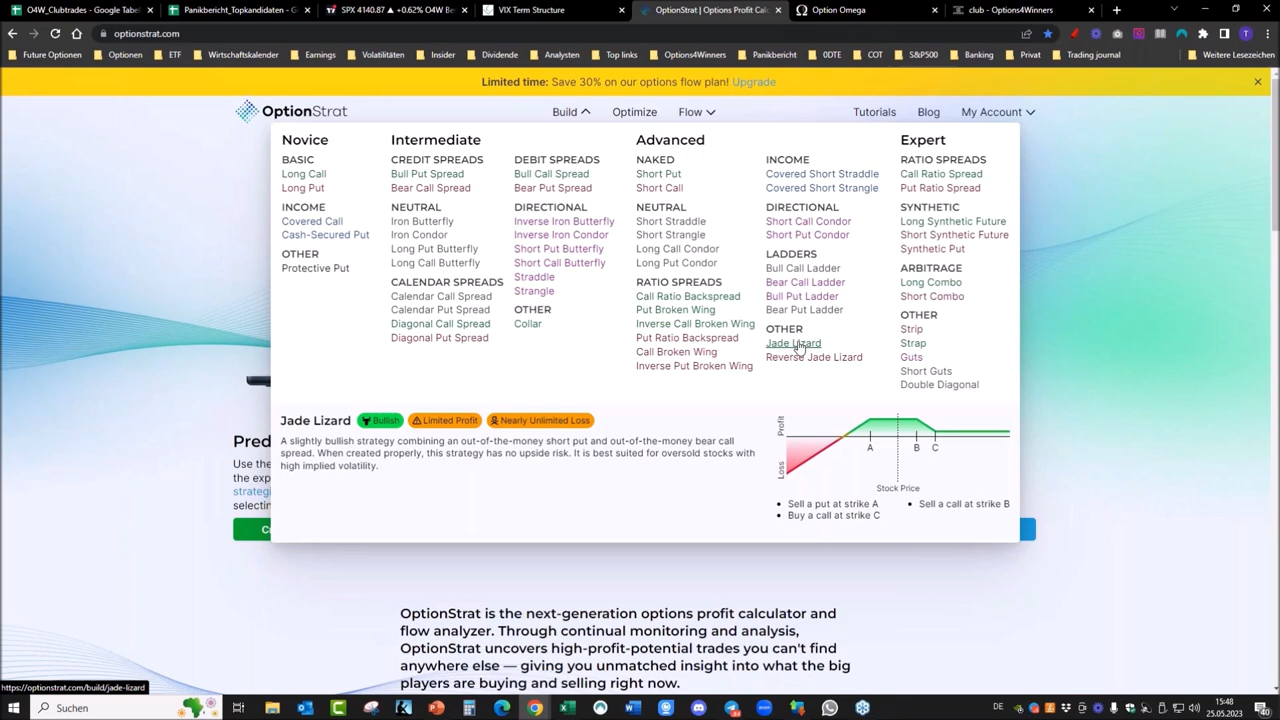 O4W_Clubtrades - Google Tabel
Panikbericht_Topkandidaten - G
SPX 4140.87 ▲ +0.62% O4W Be
VIX Term Structure
OptionStrat | Options Profit Calc
Option Omega
club - Options4Winners
optionstrat.com
Future Optionen
Optionen
ETF
Wirtschaftskalender
Earnings
Volatilitäten
Insider
Dividende
Analysten
Top links
Options4Winners
Panikbericht
0DTE
COT
S&P500
Banking
Privat
Trading journal
Weitere Lesezeichen
Limited time: Save 30% on our options flow plan! Upgrade
OptionStrat
Build
Optimize
Flow
Tutorials
Blog
My Account
Novice
BASIC
Long Call
Long Put
INCOME
Covered Call
Cash-Secured Put
OTHER
Protective Put
Intermediate
CREDIT SPREADS
Bull Put Spread
Bear Call Spread
NEUTRAL
Iron Butterfly
Iron Condor
Long Put Butterfly
Long Call Butterfly
CALENDAR SPREADS
Calendar Call Spread
Calendar Put Spread
Diagonal Call Spread
Diagonal Put Spread
DEBIT SPREADS
Bull Call Spread
Bear Put Spread
DIRECTIONAL
Inverse Iron Butterfly
Inverse Iron Condor
Short Put Butterfly
Short Call Butterfly
Straddle
Strangle
OTHER
Collar
Advanced
NAKED
Short Put
Short Call
NEUTRAL
Short Straddle
Short Strangle
Long Call Condor
Long Put Condor
RATIO SPREADS
Call Ratio Backspread
Put Broken Wing
Inverse Call Broken Wing
Put Ratio Backspread
Call Broken Wing
Inverse Put Broken Wing
INCOME
Covered Short Straddle
Covered Short Strangle
DIRECTIONAL
Short Call Condor
Short Put Condor
LADDERS
Bull Call Ladder
Bear Call Ladder
Bull Put Ladder
Bear Put Ladder
OTHER
Jade Lizard
Reverse Jade Lizard
Expert
RATIO SPREADS
Call Ratio Spread
Put Ratio Spread
SYNTHETIC
Long Synthetic Future
Short Synthetic Future
Synthetic Put
ARBITRAGE
Long Combo
Short Combo
OTHER
Strip
Strap
Guts
Short Guts
Double Diagonal
Jade Lizard Bullish Limited Profit Nearly Unlimited Loss
A slightly bullish strategy combining an out-of-the-money short put and out-of-the-money bear call
spread. When created properly, this strategy has no upside risk. It is best suited for oversold stocks with
high implied volatility.
Profit
Loss
A B C
Stock Price
• Sell a put at strike A
• Buy a call at strike C
• Sell a call at strike B
Pred
Use the
the exp
strategi
selectin
OptionStrat is the next-generation options profit calculator and
flow analyzer. Through continual monitoring and analysis,
OptionStrat uncovers high-profit-potential trades you can't find
anywhere else — giving you unmatched insight into what the big
players are buying and selling right now.
https://optionstrat.com/build/jade-lizard
Suchen
DE
15:48
25.05.2023